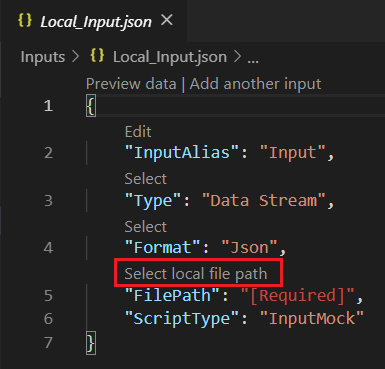 {} Local_Input.json ×
Inputs > {} Local_Input.json > ...
Preview data | Add another input
1 {
Edit
2 "InputAlias": "Input",
Select
3 "Type": "Data Stream",
Select
4 "Format": "Json",
Select local file path
5 "FilePath": "[Required]",
6 "ScriptType": "InputMock"
7 }